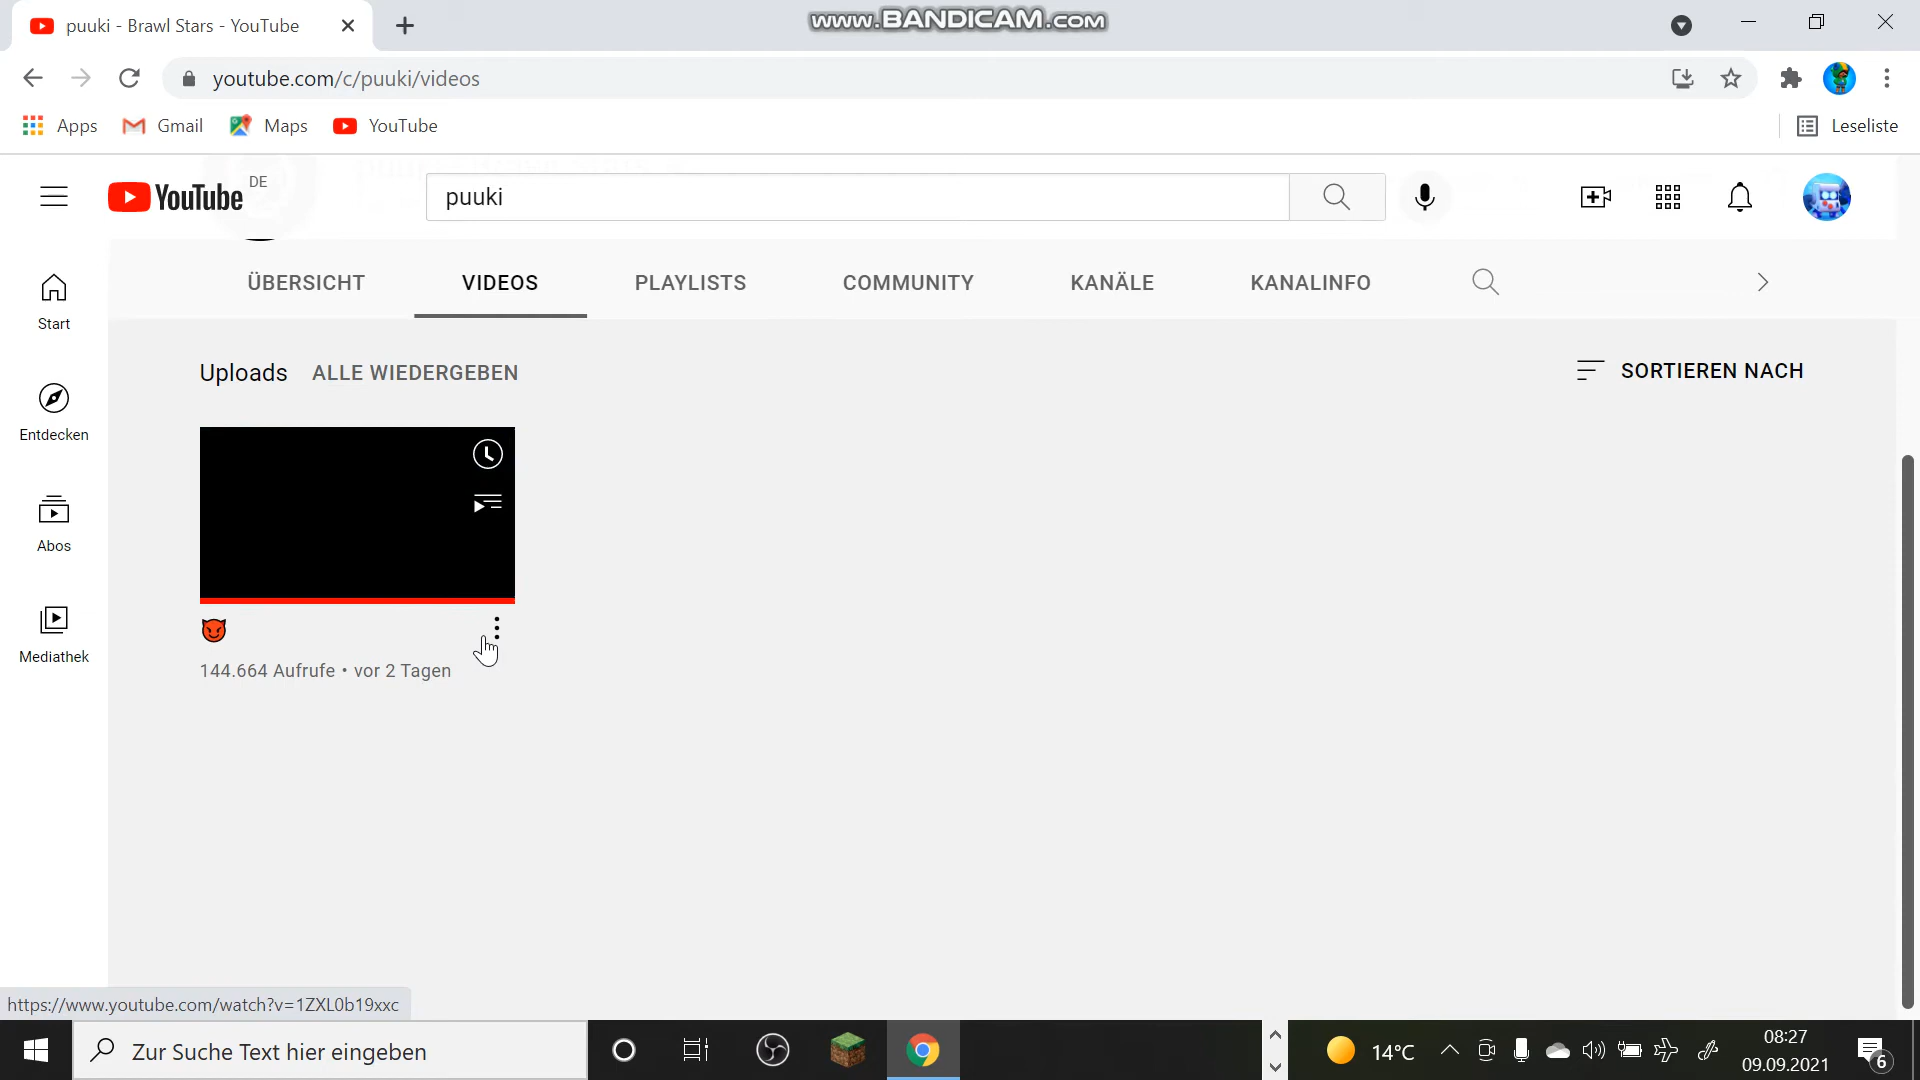 puuki - Brawl Stars - YouTube
www.BANDICAM.com
youtube.com/c/puuki/videos
Apps
Gmail
Maps
YouTube
Leseliste
YouTube
DE
puuki
Start
Entdecken
Abos
Mediathek
ÜBERSICHT
VIDEOS
PLAYLISTS
COMMUNITY
KANÄLE
KANALINFO
Uploads
ALLE WIEDERGEBEN
SORTIEREN NACH
144.664 Aufrufe • vor 2 Tagen
https://www.youtube.com/watch?v=1ZXL0b19xxc
Zur Suche Text hier eingeben
14°C
08:27
09.09.2021
6